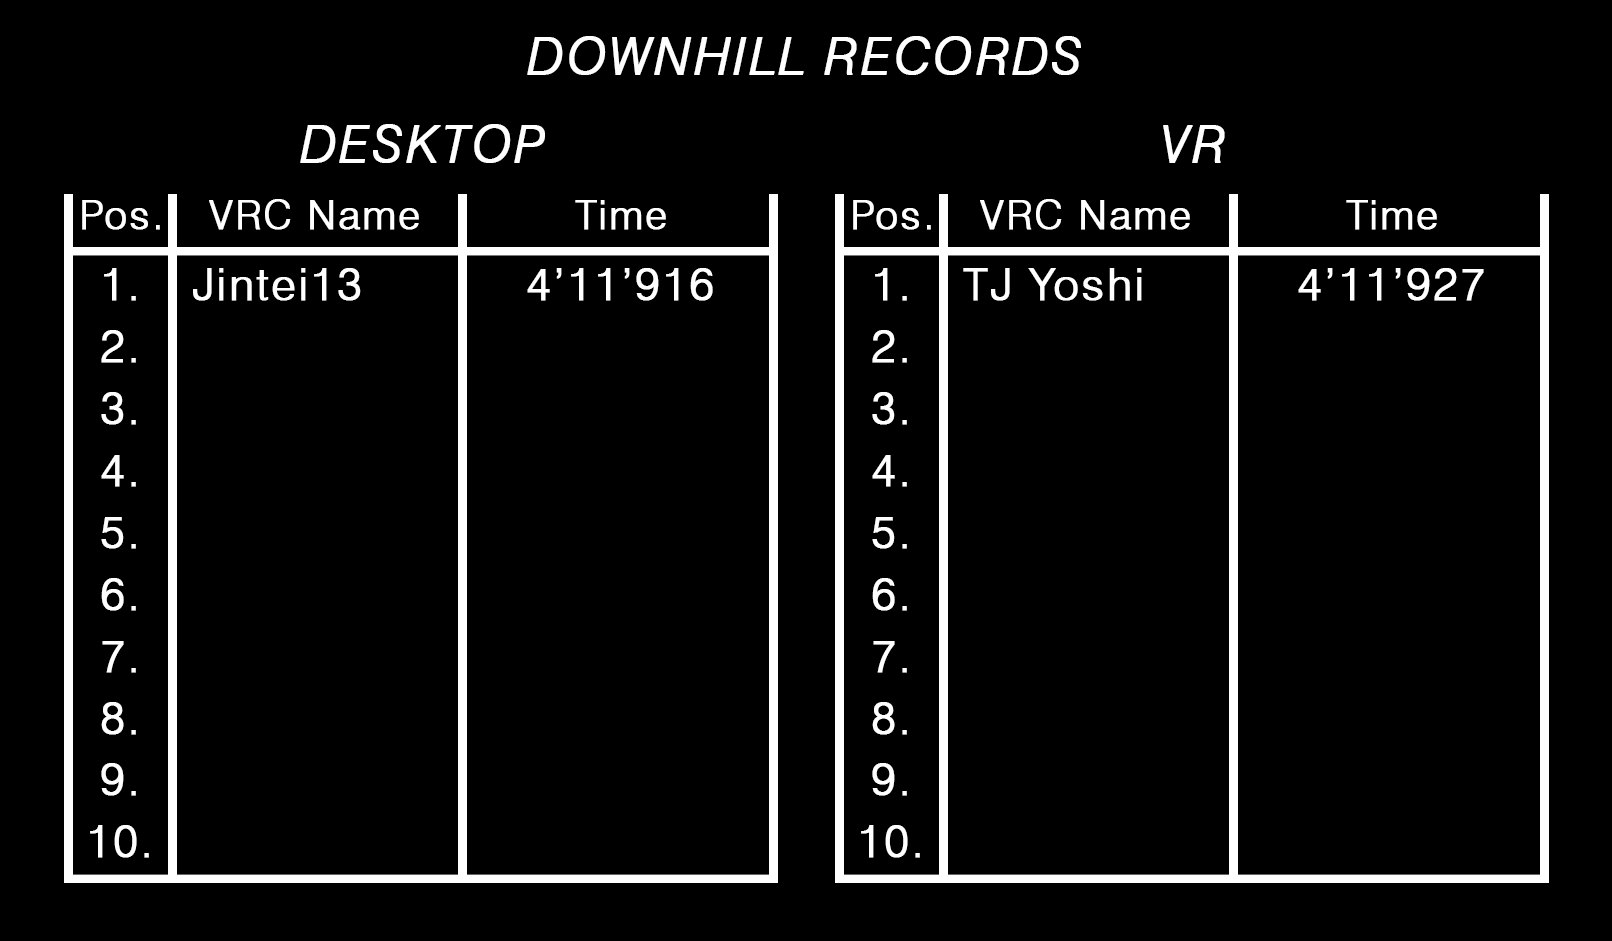 DOWNHILL RECORDS
DESKTOP
Pos. VRC Name Time
1. Jintei13 4’11’916
2.
3.
4.
5.
6.
7.
8.
9.
10.
VR
Pos. VRC Name Time
1. TJ Yoshi 4’11’927
2.
3.
4.
5.
6.
7.
8.
9.
10.